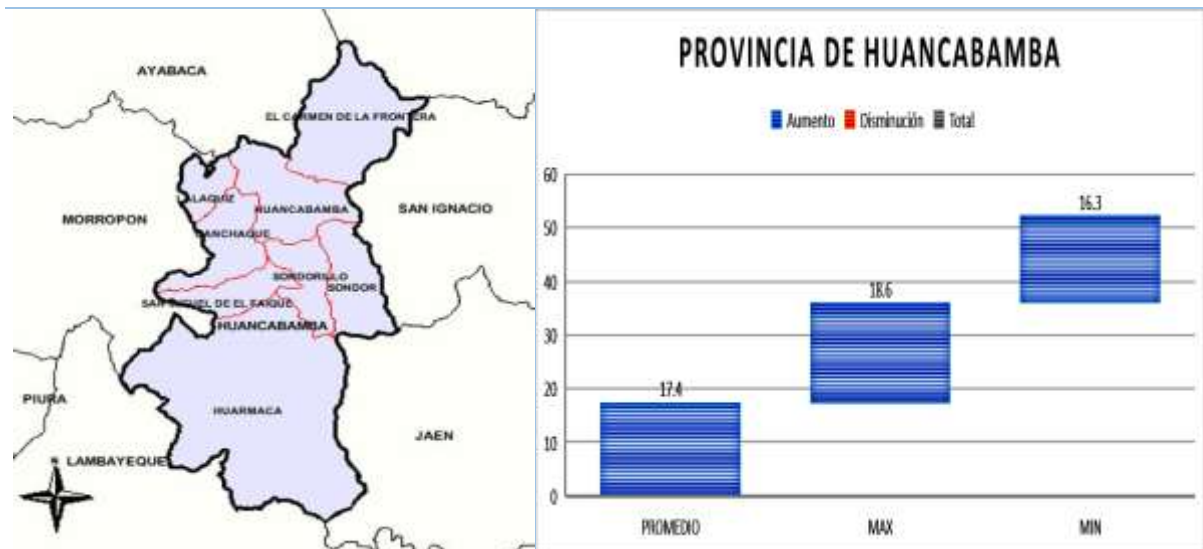 AYABACA
EL CARMEN DE LA FRONTERA
LALAQUIZ
HUANCABAMBA
SAN IGNACIO
MORROPON
CANCHAQUE
SONDORILLO
SONDOR
SAN MIGUEL DE EL FAIQUE
HUANCABAMBA
PIURA
HUARMACA
JAEN
N
LAMBAYEQUE
PROVINCIA DE HUANCABAMBA
Aumento Disminución Total
60
50
40
30
20
10
0
17.4
18.6
16.3
PROMEDIO MAX MIN